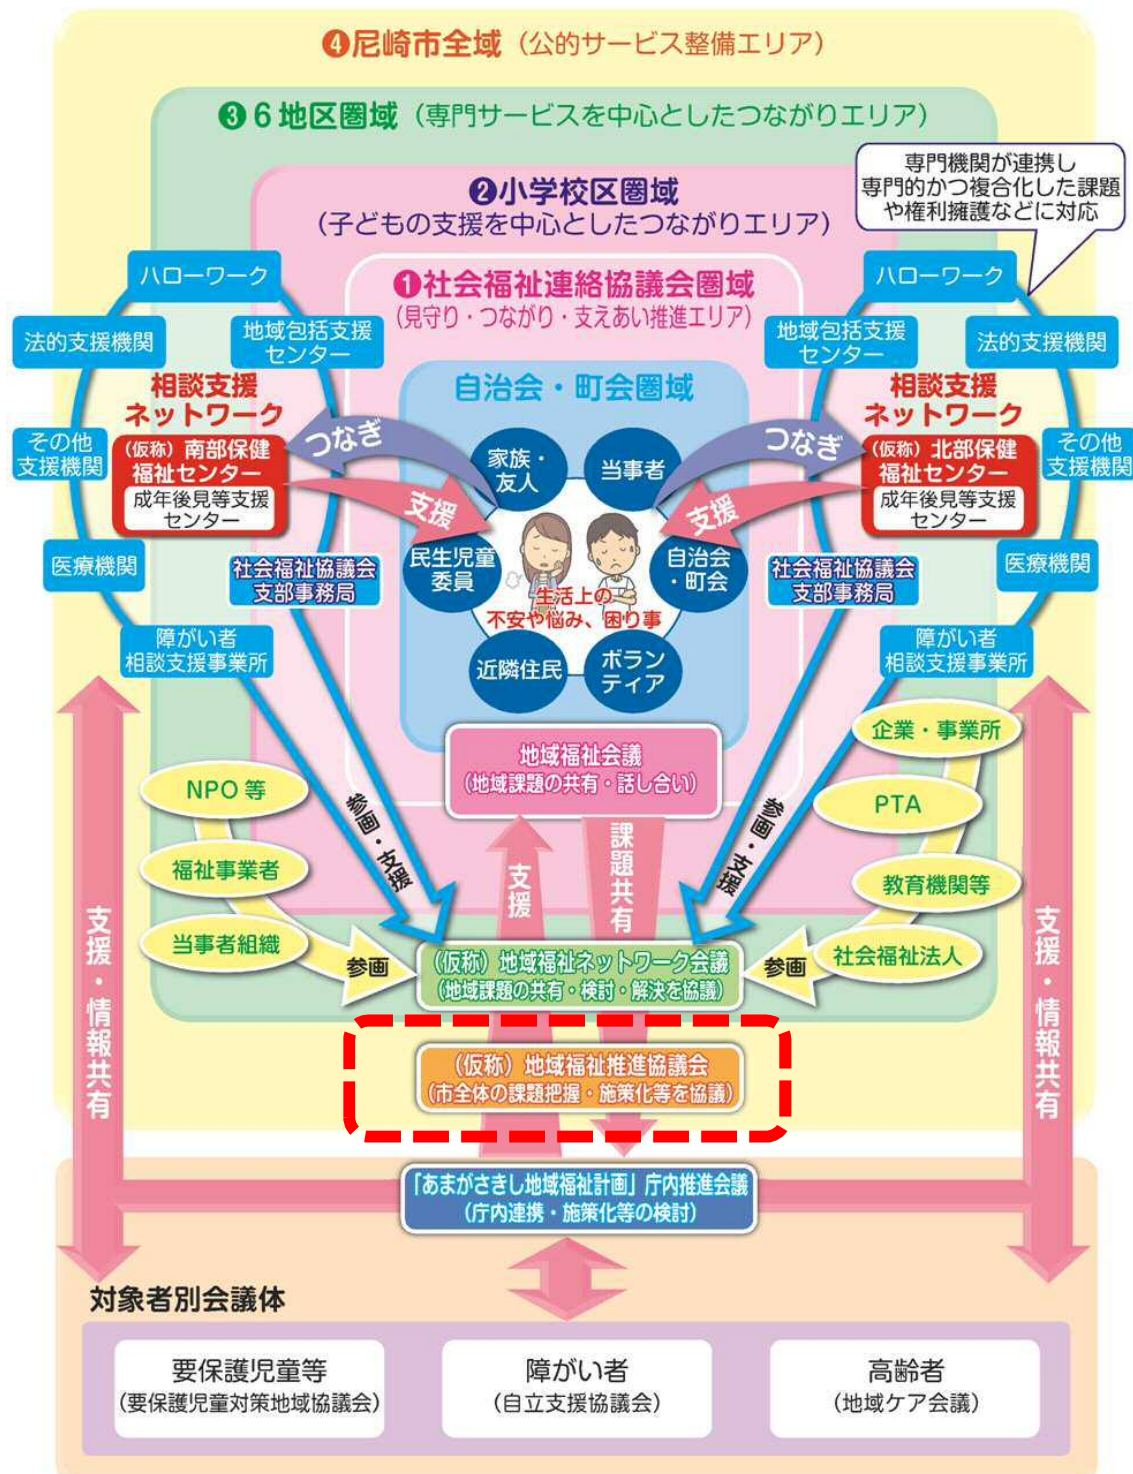 ❹尼崎市全域（公的サービス整備エリア）
❸６地区圏域（専門サービスを中心としたつながりエリア）
専門機関が連携し
専門的かつ複合化した課題
や権利擁護などに対応
❷小学校区圏域
（子どもの支援を中心としたつながりエリア）
❶社会福祉連絡協議会圏域
（見守り・つながり・支えあい推進エリア）
自治会・町会圏域
ハローワーク
法的支援機関
地域包括支援
センター
相談支援
ネットワーク
その他
支援機関
（仮称）南部保健
福祉センター
成年後見等支援
センター
医療機関
社会福祉協議会
支部事務局
障がい者
相談支援事業所
つなぎ
支援
家族・
友人
当事者
民生児童
委員
自治会
・町会
生活上の
不安や悩み、困り事
近隣住民
ボラン
ティア
つなぎ
支援
ハローワーク
地域包括支援
センター
法的支援機関
相談支援
ネットワーク
（仮称）北部保健
福祉センター
成年後見等支援
センター
その他
支援機関
医療機関
社会福祉協議会
支部事務局
障がい者
相談支援事業所
地域福祉会議
（地域課題の共有・話し合い）
NPO 等
福祉事業者
当事者組織
参画
参画・支援
支援
課題共有
参画・支援
企業・事業所
PTA
教育機関等
社会福祉法人
参画
（仮称）地域福祉ネットワーク会議
（地域課題の共有・検討・解決を協議）
（仮称）地域福祉推進協議会
（市全体の課題把握・施策化等を協議）
支援・情報共有
支援・情報共有
「あまがさきし地域福祉計画」庁内推進会議
（庁内連携・施策化等の検討）
対象者別会議体
要保護児童等
（要保護児童対策地域協議会）
障がい者
（自立支援協議会）
高齢者
（地域ケア会議）